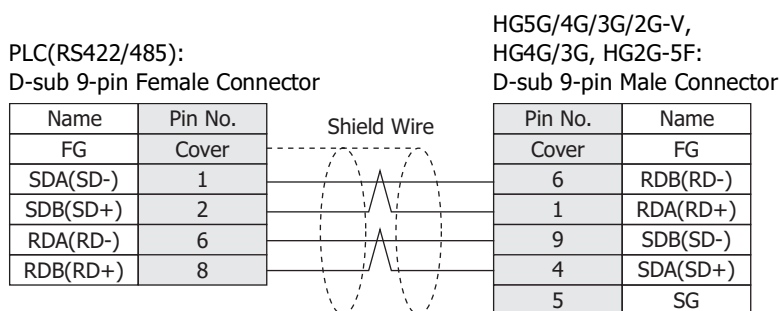 HG5G/4G/3G/2G-V,
PLC(RS422/485): HG4G/3G, HG2G-5F:
D-sub 9-pin Female Connector D-sub 9-pin Male Connector
Name Pin No. Shield Wire Pin No. Name
FG Cover Cover FG
SDA(SD-) 1 6 RDB(RD-)
SDB(SD+) 2 1 RDA(RD+)
RDA(RD-) 6 9 SDB(SD-)
RDB(RD+) 8 4 SDA(SD+)
5 SG